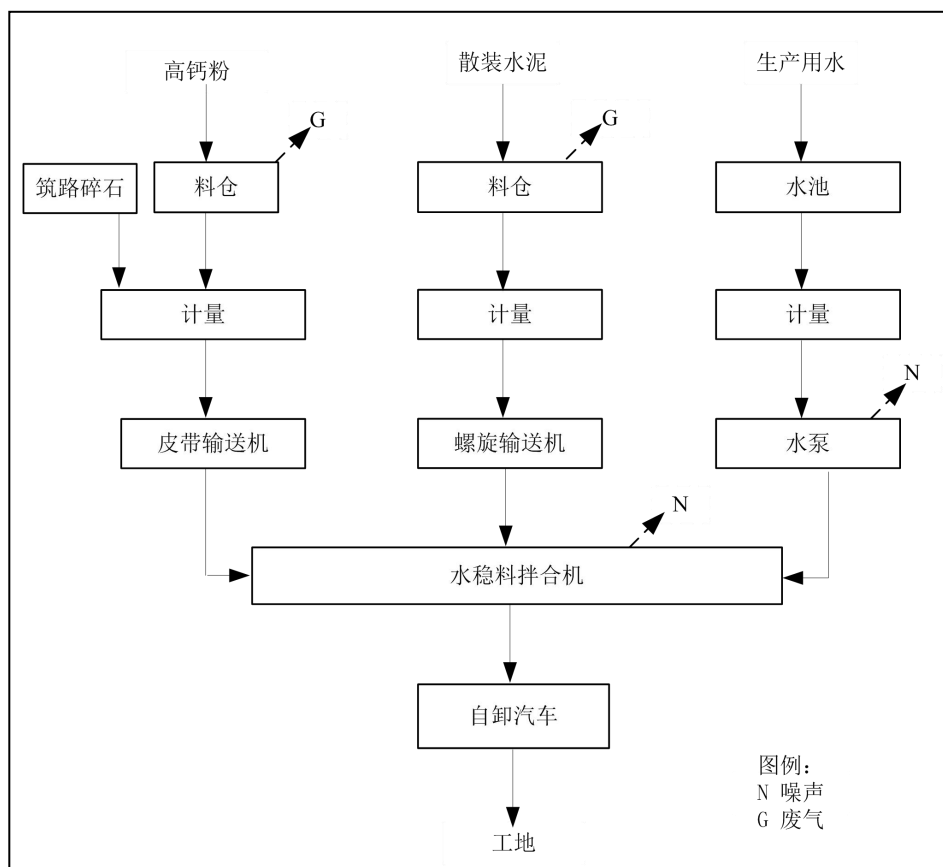 高钙粉
散装水泥
生产用水
G
G
筑路碎石
料仓
料仓
水池
计量
计量
计量
N
皮带输送机
螺旋输送机
水泵
N
水稳料拌合机
自卸汽车
图例：
N 噪声
G 废气
工地